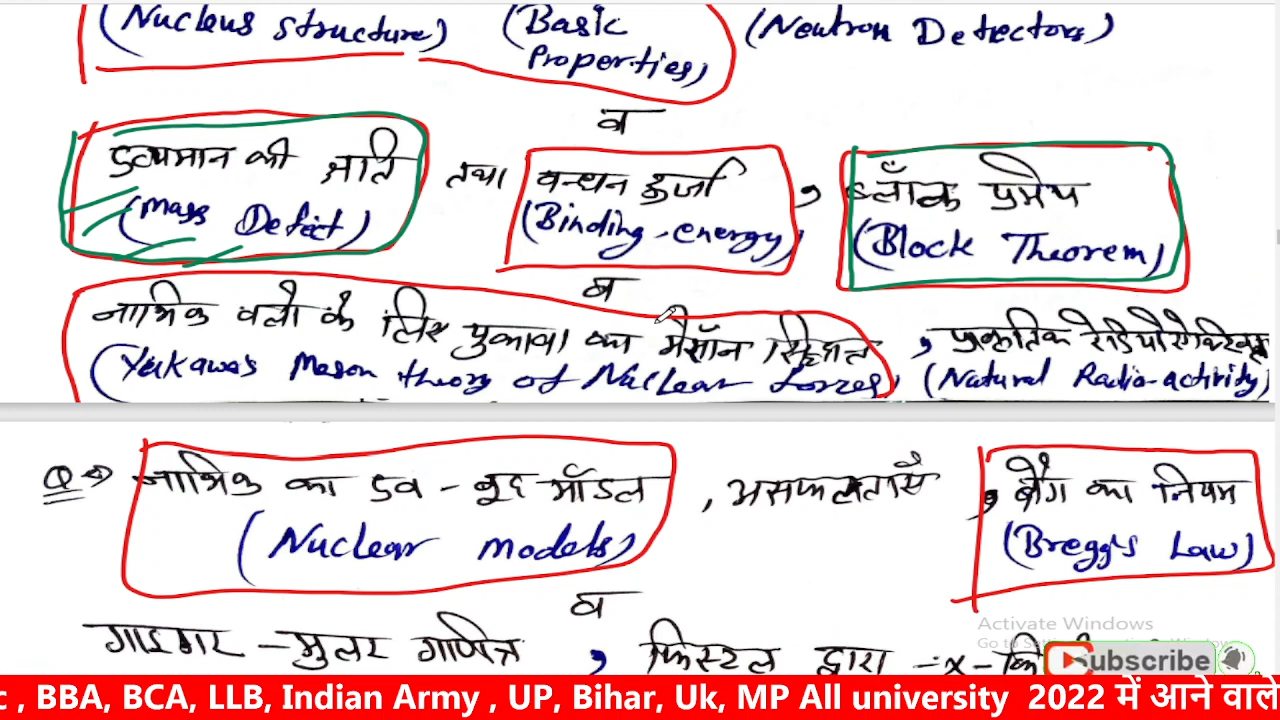 (Nucleus structure) (Basic Properties) (Neutron Detectors)
व
द्रव्यमान की क्षति तथा बन्धन ऊर्जा , ब्लॉक प्रमेय
(Mass Defect) (Binding-energy) (Block Theorem)
व
नाभिक बलों के लिए युकावा का मैसॉन सिद्धान्त , प्राकृतिक रेडियोऐक्टिवता
(Yukawa's Meson theory of Nuclear forces) , (Natural Radio-activity)
Q→ नाभिक का द्रव - बूंद मॉडल , असफलतायें , ब्रैग का नियम
(Nuclear models) (Bregg's Law)
व
Activate Windows
गाइगर - मुलर गणित्र , क्रिस्टल द्वारा -x-कि
Subscribe
c , BBA, BCA, LLB, Indian Army , UP, Bihar, Uk, MP All university 2022 में आने वाले